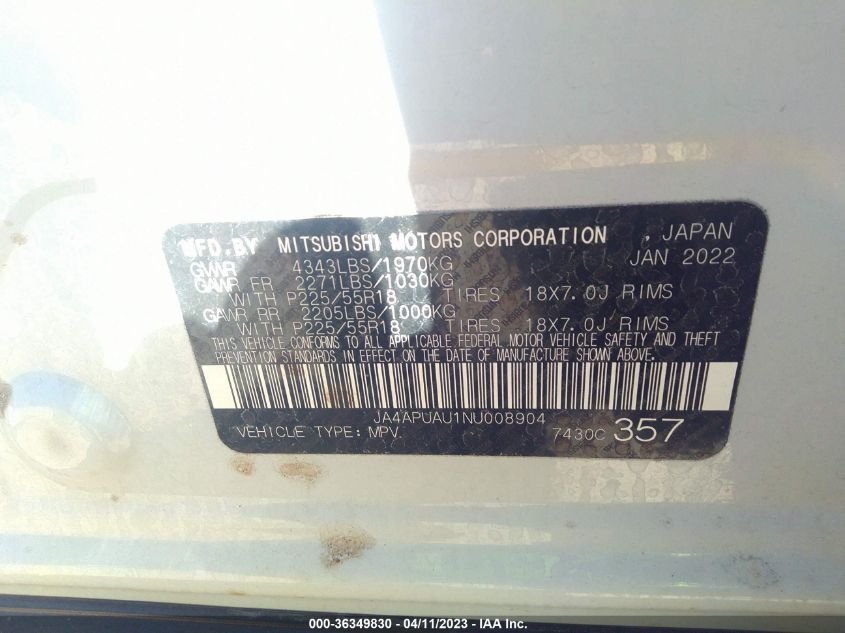 MFD.BY MITSUBISHI MOTORS CORPORATION , JAPAN
GVWR 4343LBS/1970KG JAN 2022
GAWR FR 2271LBS/1030KG
WITH P225/55R18 TIRES 18X7.0J RIMS
GAWR RR 2205LBS/1000KG
WITH P225/55R18 TIRES 18X7.0J RIMS
THIS VEHICLE CONFORMS TO ALL APPLICABLE FEDERAL MOTOR VEHICLE SAFETY AND THEFT
PREVENTION STANDARDS IN EFFECT ON THE DATE OF MANUFACTURE SHOWN ABOVE.
JA4APUAU1NU008904
VEHICLE TYPE: MPV. 7430C 357
000-36349830 - 04/11/2023 - IAA Inc.